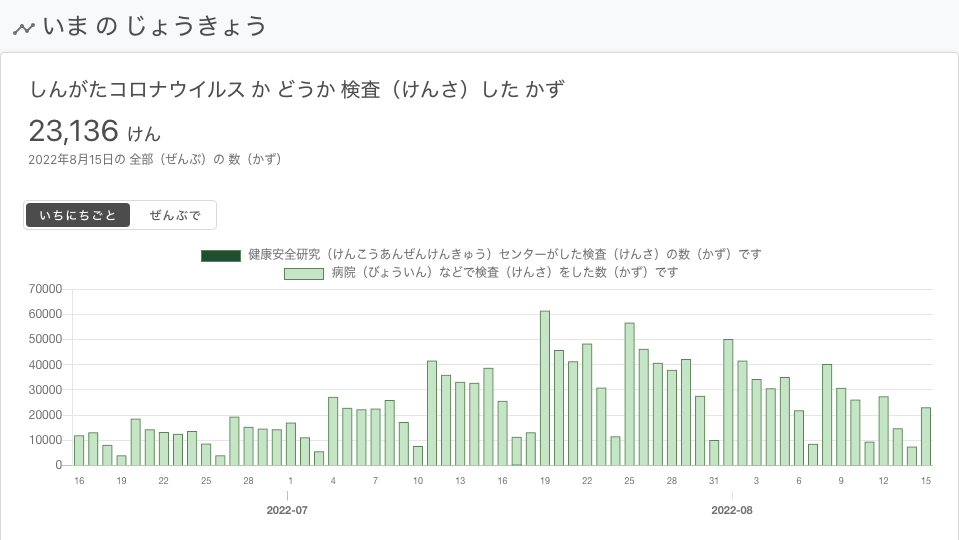 いま の じょうきょう
しんがたコロナウイルス か どうか 検査（けんさ）した かず
23,136 けん
2022年8月15日の 全部（ぜんぶ）の 数（かず）
いちにちごと ぜんぶで
健康安全研究（けんこうあんぜんけんきゅう）センターがした検査（けんさ）の数（かず）です
病院（びょういん）などで検査（けんさ）をした数（かず）です
70000
60000
50000
40000
30000
20000
10000
0
16 19 22 25 28 1 4 7 10 13 16 19 22 25 28 31 3 6 9 12 15
2022-07 2022-08